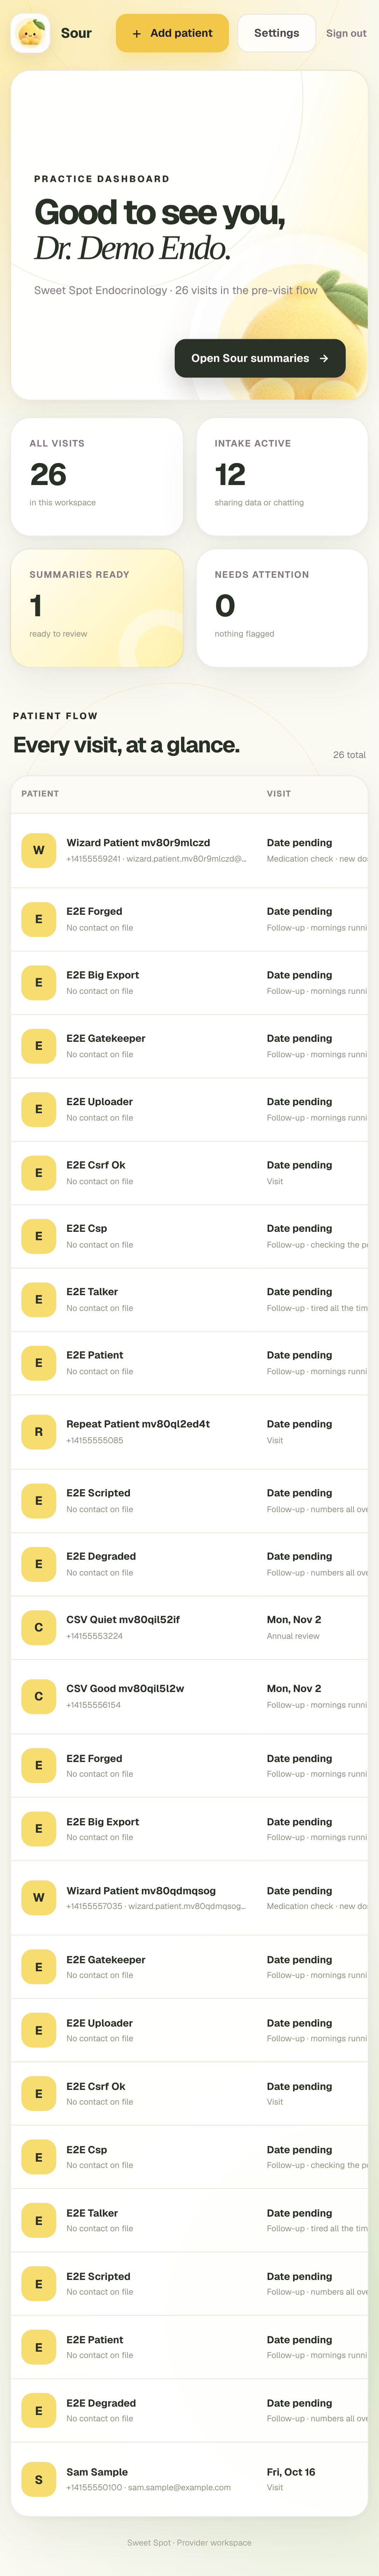 Sour
+ Add patient
Settings
Sign out
PRACTICE DASHBOARD
Good to see you,
Dr. Demo Endo.
Sweet Spot Endocrinology · 26 visits in the pre-visit flow
Open Sour summaries →
ALL VISITS
26
in this workspace
INTAKE ACTIVE
12
sharing data or chatting
SUMMARIES READY
1
ready to review
NEEDS ATTENTION
0
nothing flagged
PATIENT FLOW
Every visit, at a glance.
26 total
PATIENT VISIT
W Wizard Patient mv80r9mlczd Date pending
+14155559241 · wizard.patient.mv80r9mlczd@... Medication check · new do
E E2E Forged Date pending
No contact on file Follow-up · mornings runni
E E2E Big Export Date pending
No contact on file Follow-up · mornings runni
E E2E Gatekeeper Date pending
No contact on file Follow-up · mornings runni
E E2E Uploader Date pending
No contact on file Follow-up · mornings runni
E E2E Csrf Ok Date pending
No contact on file Visit
E E2E Csp Date pending
No contact on file Follow-up · checking the p
E E2E Talker Date pending
No contact on file Follow-up · tired all the tim
E E2E Patient Date pending
No contact on file Follow-up · mornings runni
R Repeat Patient mv80ql2ed4t Date pending
+14155555085 Visit
E E2E Scripted Date pending
No contact on file Follow-up · numbers all ov
E E2E Degraded Date pending
No contact on file Follow-up · numbers all ov
C CSV Quiet mv80qil52if Mon, Nov 2
+14155553224 Annual review
C CSV Good mv80qil5l2w Mon, Nov 2
+14155556154 Follow-up · mornings runni
E E2E Forged Date pending
No contact on file Follow-up · mornings runni
E E2E Big Export Date pending
No contact on file Follow-up · mornings runni
W Wizard Patient mv80qdmqsog Date pending
+14155557035 · wizard.patient.mv80qdmqsog... Medication check · new do
E E2E Gatekeeper Date pending
No contact on file Follow-up · mornings runni
E E2E Uploader Date pending
No contact on file Follow-up · mornings runni
E E2E Csrf Ok Date pending
No contact on file Visit
E E2E Csp Date pending
No contact on file Follow-up · checking the p
E E2E Talker Date pending
No contact on file Follow-up · tired all the tim
E E2E Scripted Date pending
No contact on file Follow-up · numbers all ov
E E2E Patient Date pending
No contact on file Follow-up · mornings runni
E E2E Degraded Date pending
No contact on file Follow-up · numbers all ov
S Sam Sample Fri, Oct 16
+14155550100 · sam.sample@example.com Visit
Sweet Spot · Provider workspace